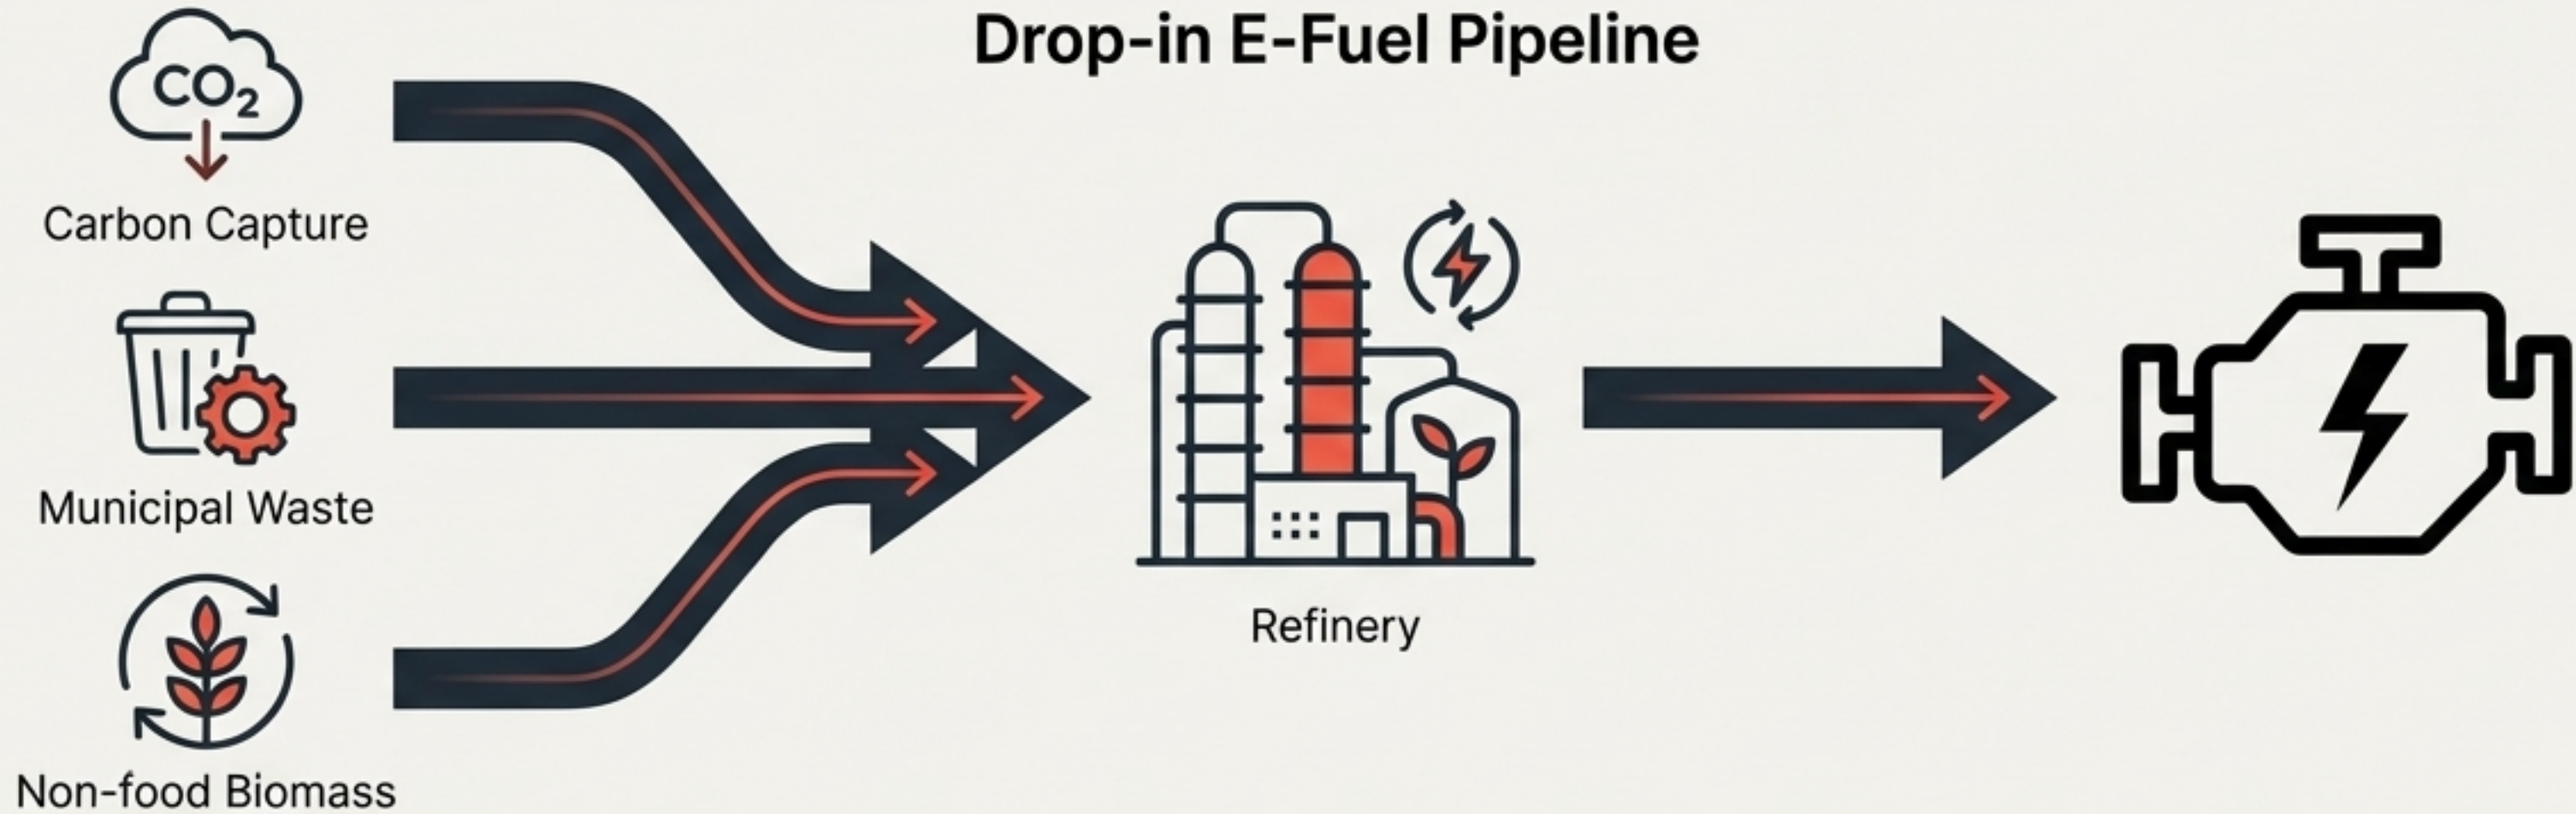 Drop-in E-Fuel Pipeline
CO₂
Carbon Capture
Municipal Waste
Non-food Biomass
Refinery